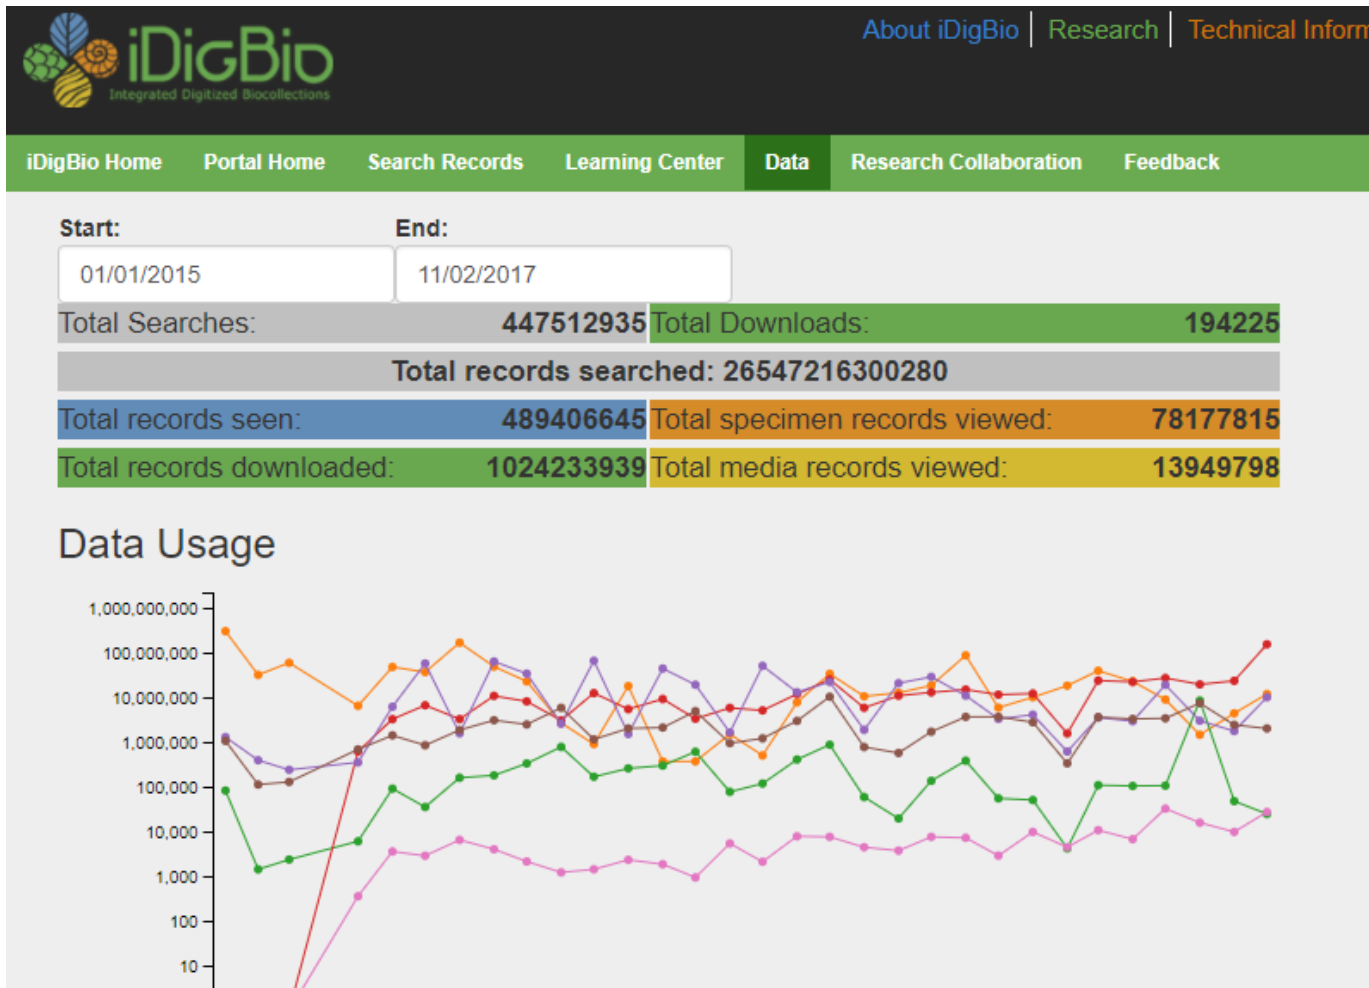 iDigBio
Integrated Digitized Biocollections
About iDigBio Research Technical Inform
iDigBio Home Portal Home Search Records Learning Center Data Research Collaboration Feedback
Start: End:
01/01/2015 11/02/2017
Total Searches: 447512935 Total Downloads: 194225
Total records searched: 26547216300280
Total records seen: 489406645 Total specimen records viewed: 78177815
Total records downloaded: 1024233939 Total media records viewed: 13949798
Data Usage
1,000,000,000
100,000,000
10,000,000
1,000,000
100,000
10,000
1,000
100
10